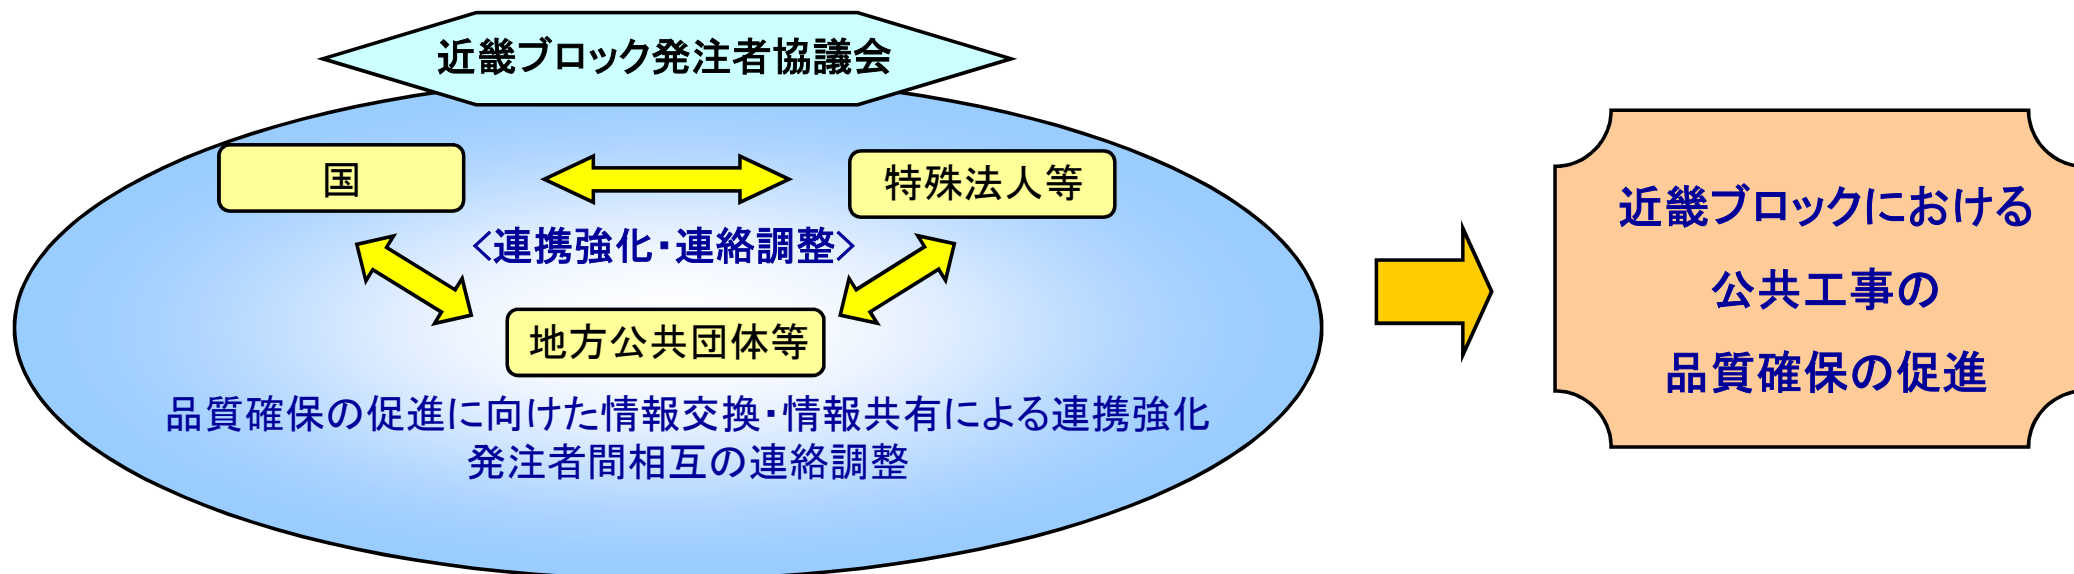 近畿ブロック発注者協議会
国
特殊法人等
<連携強化・連絡調整>
地方公共団体等
品質確保の促進に向けた情報交換・情報共有による連携強化
発注者間相互の連絡調整
近畿ブロックにおける
公共工事の
品質確保の促進